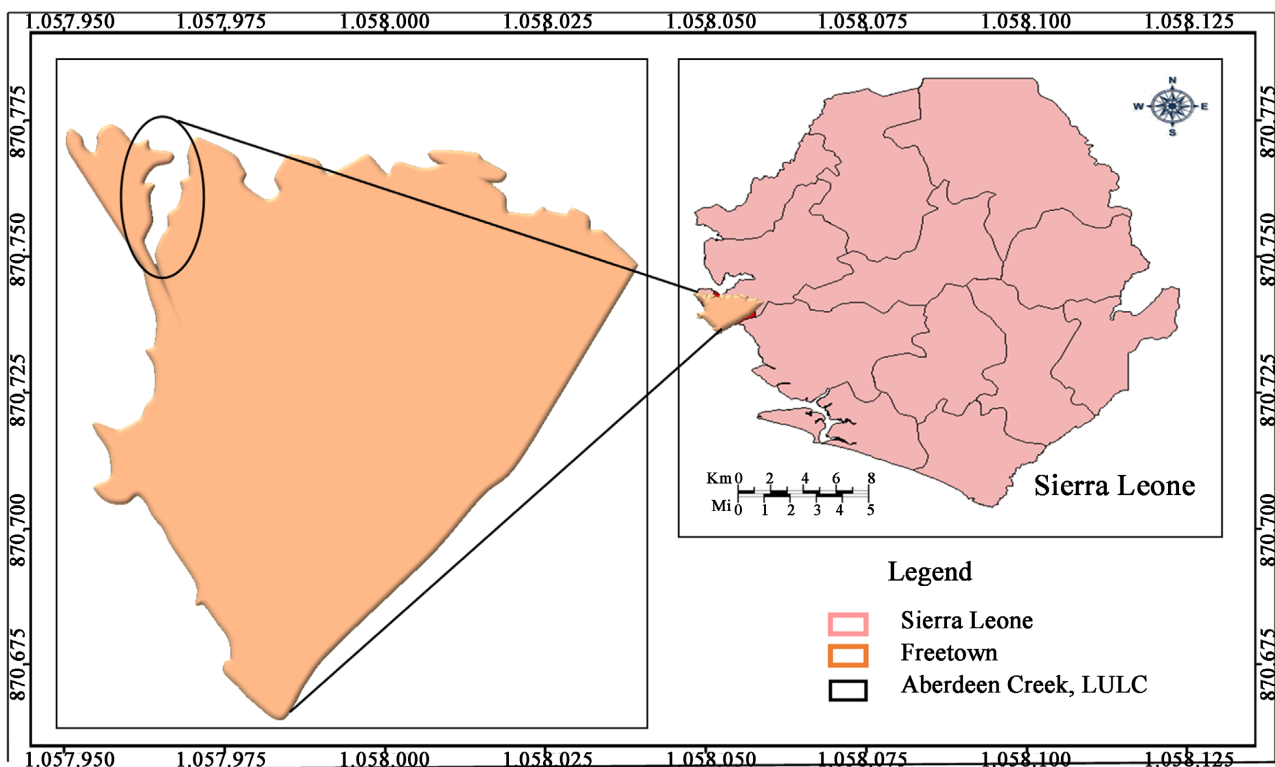 1.057.950 1.057.975 1.058.000 1.058.025 1.058.050 1.058.075 1.058.100 1.058.125
870.775
870.750
870.725
870.700
870.675
N
W E
S
Km 0 2 4 6 8
Mi 0 1 2 3 4 5
Sierra Leone
Legend
Sierra Leone
Freetown
Aberdeen Creek, LULC
870.775
870.750
870.725
870.700
870.675
1.057.950 1.057.975 1.058.000 1.058.025 1.058.050 1.058.075 1.058.100 1.058.125